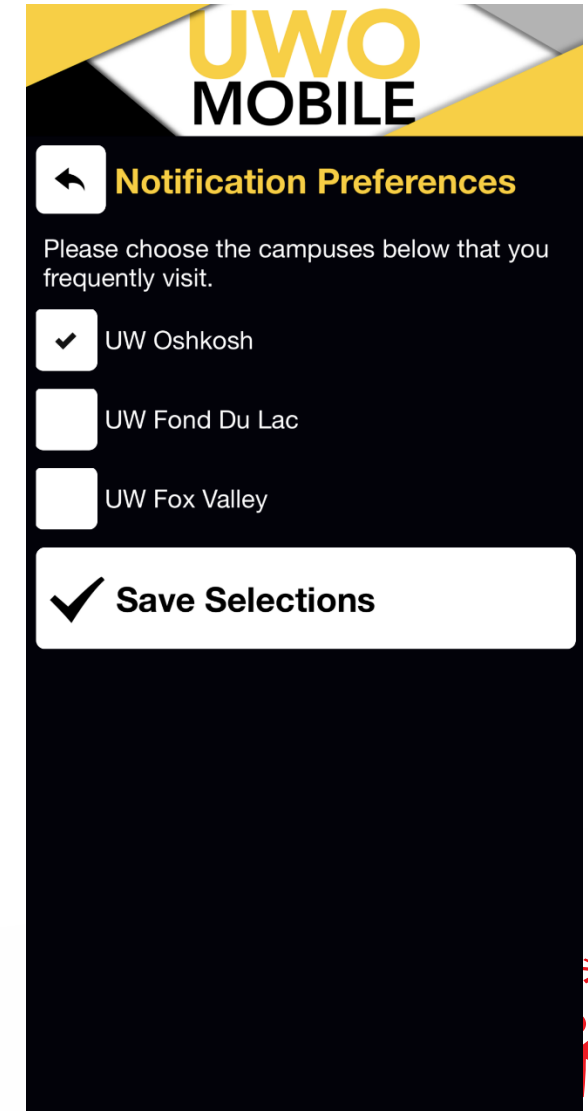 UWO
MOBILE
Notification Preferences
Please choose the campuses below that you
frequently visit.
UW Oshkosh
UW Fond Du Lac
UW Fox Valley
Save Selections